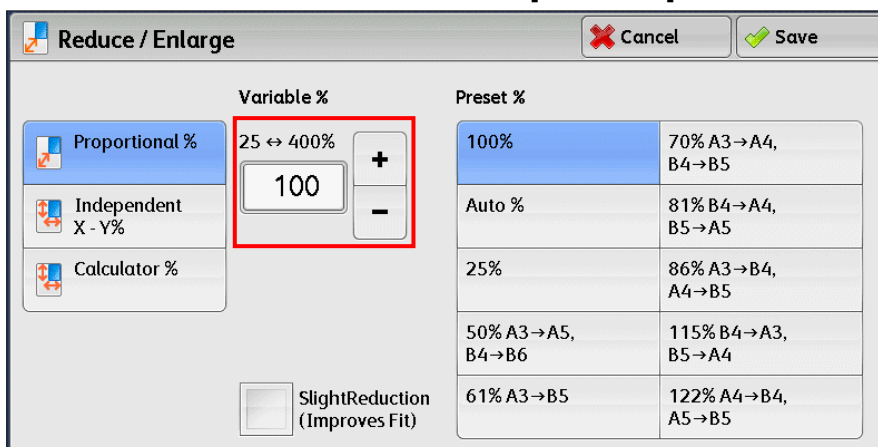 Reduce / Enlarge
Cancel
Save
Variable %
Preset %
Proportional %
25 ↔ 400%
+
100
−
100%
70% A3→A4,
B4→B5
Independent
X - Y%
Auto %
81% B4→A4,
B5→A5
Calculator %
25%
86% A3→B4,
A4→B5
50% A3→A5,
B4→B6
115% B4→A3,
B5→A4
SlightReduction
(Improves Fit)
61% A3→B5
122% A4→B4,
A5→B5